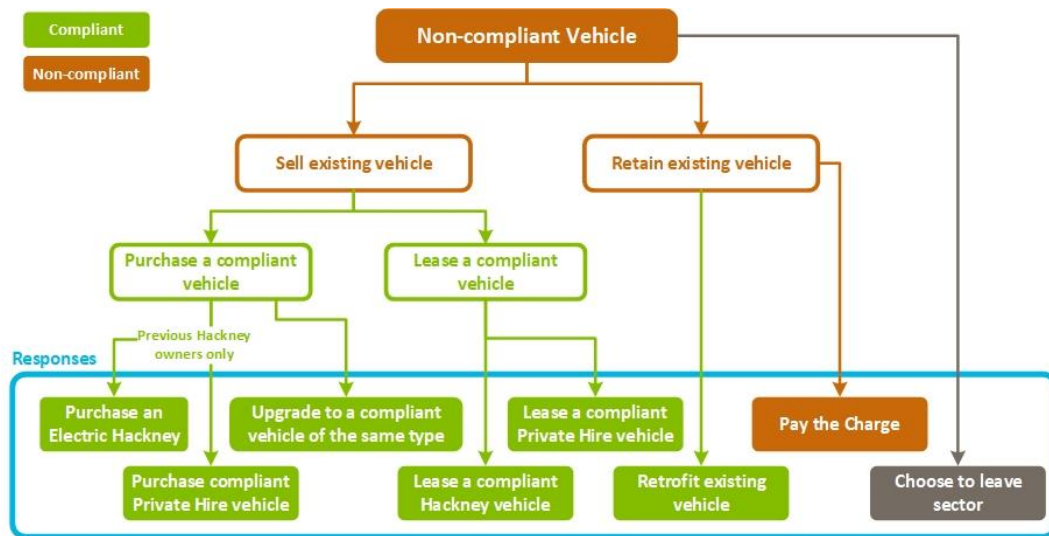 Compliant
Non-compliant
Non-compliant Vehicle
Sell existing vehicle
Retain existing vehicle
Purchase a compliant
vehicle
Lease a compliant
vehicle
Previous Hackney
owners only
Responses
Purchase an
Electric Hackney
Upgrade to a compliant
vehicle of the same type
Lease a compliant
Private Hire vehicle
Pay the Charge
Purchase compliant
Private Hire vehicle
Lease a compliant
Hackney vehicle
Retrofit existing
vehicle
Choose to leave
sector